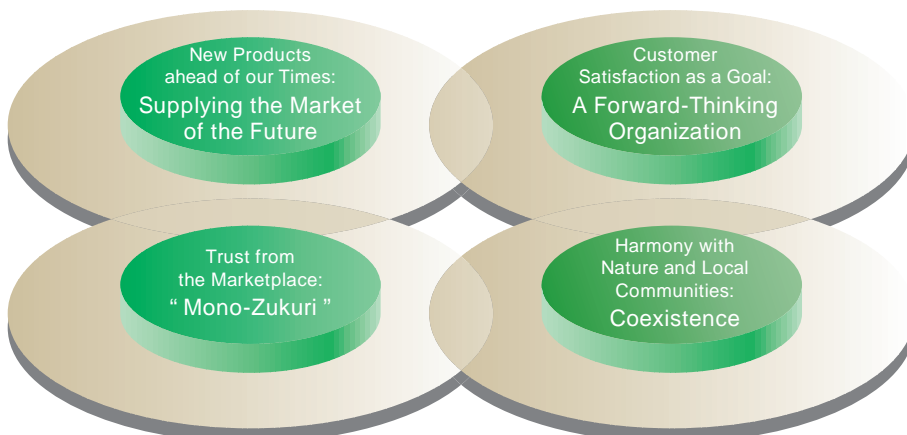 New Products
ahead of our Times:
Supplying the Market
of the Future
Customer
Satisfaction as a Goal:
A Forward-Thinking
Organization
Trust from
the Marketplace:
“ Mono-Zukuri ”
Harmony with
Nature and Local
Communities:
Coexistence